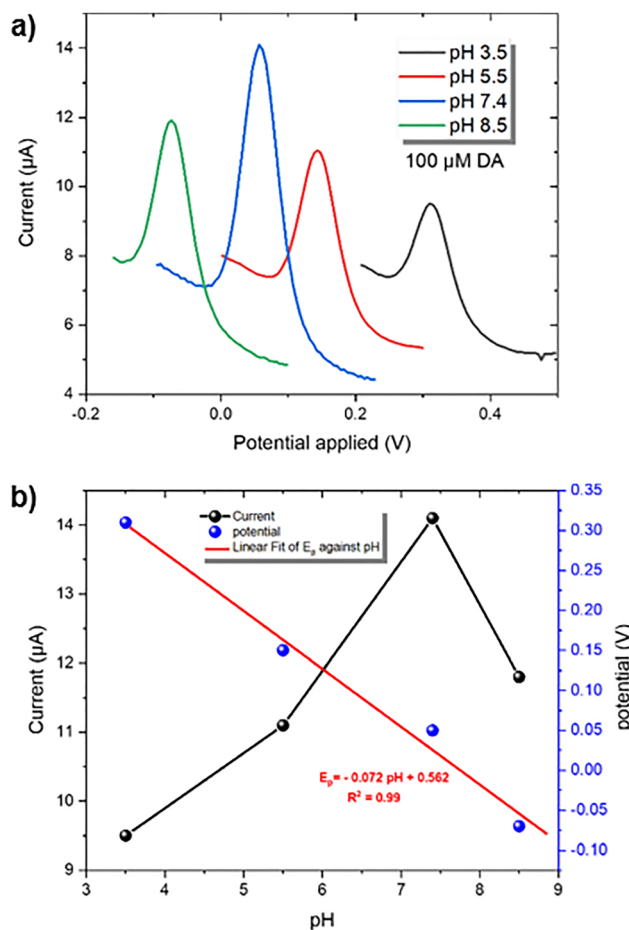 a)
pH 3.5
pH 5.5
pH 7.4
pH 8.5
100 µM DA
Current (µA)
14
12
10
8
6
4
-0.2
0.0
0.2
0.4
Potential applied (V)
b)
Current
potential
Linear Fit of Ep against pH
Current (µA)
14
13
12
11
10
9
0.35
0.30
0.25
0.20
0.15
0.10
0.05
0.00
-0.05
-0.10
potential (V)
Ep= - 0.072 pH + 0.562
R² = 0.99
3
4
5
6
7
8
9
pH